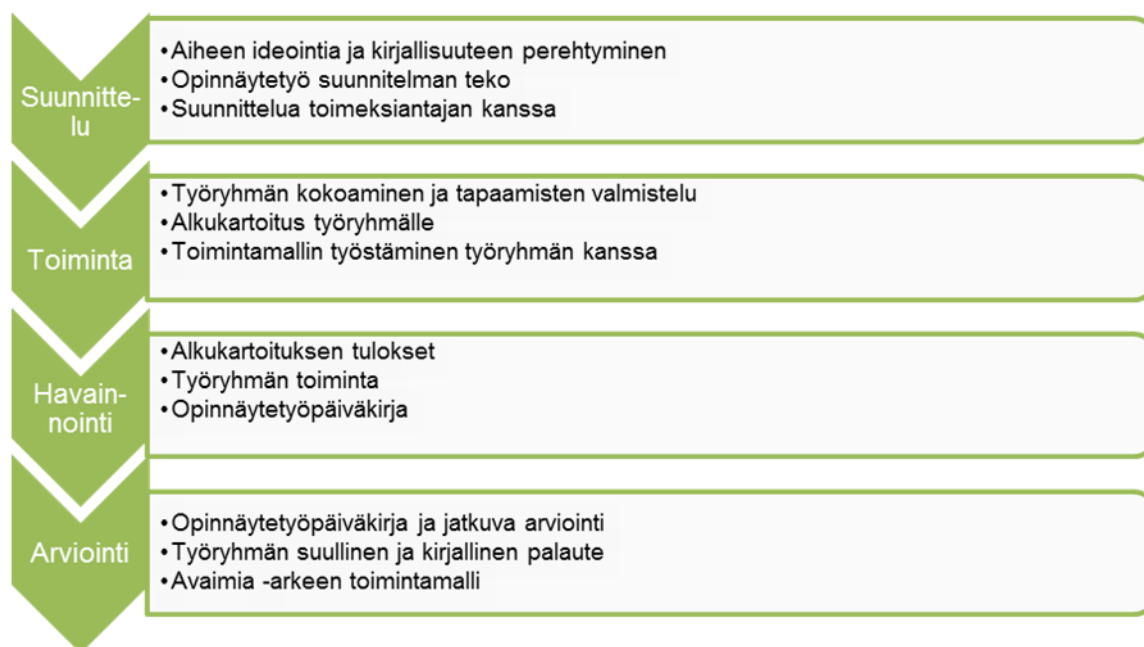 Suunnitte-
lu
•Aiheen ideointia ja kirjallisuuteen perehtyminen
•Opinnäytetyö suunnitelman teko
•Suunnittelua toimeksiantajan kanssa
Toiminta
•Työryhmän kokoaminen ja tapaamisten valmistelu
•Alkukartoitus työryhmälle
•Toimintamallin työstäminen työryhmän kanssa
Havain-
nointi
•Alkukartoituksen tulokset
•Työryhmän toiminta
•Opinnäytetyöpäiväkirja
Arviointi
•Opinnäytetyöpäiväkirja ja jatkuva arviointi
•Työryhmän suullinen ja kirjallinen palaute
•Avaimia -arkeen toimintamalli